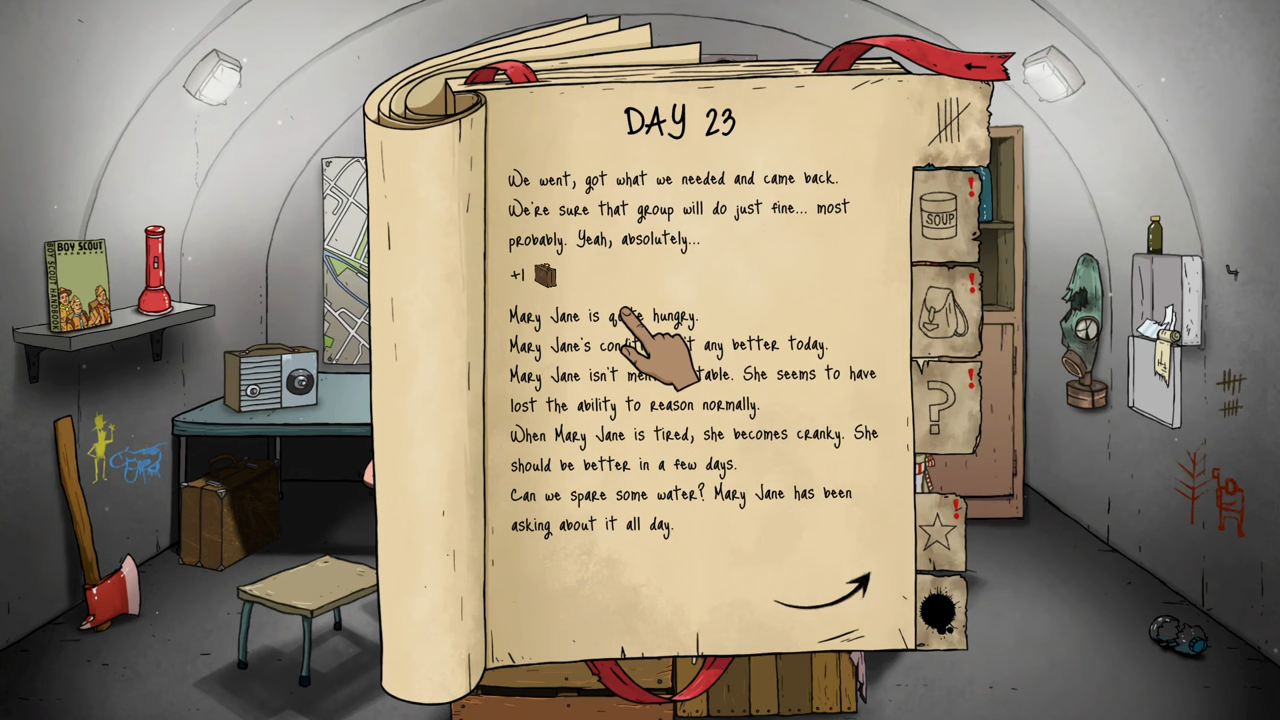 DAY 23
We went, got what we needed and came back.
We're sure that group will do just fine... most
probably. Yeah, absolutely...
+1
Mary Jane is hungry.
Mary Jane's any better today.
Mary Jane isn't She seems to have
lost the ability to reason normally.
When Mary Jane is tired, she becomes cranky. She
should be better in a few days.
Can we spare some water? Mary Jane has been
asking about it all day.
SOUP
!
!
!
?
!
BOY SCOUT
BOY SCOUT HANDBOOK